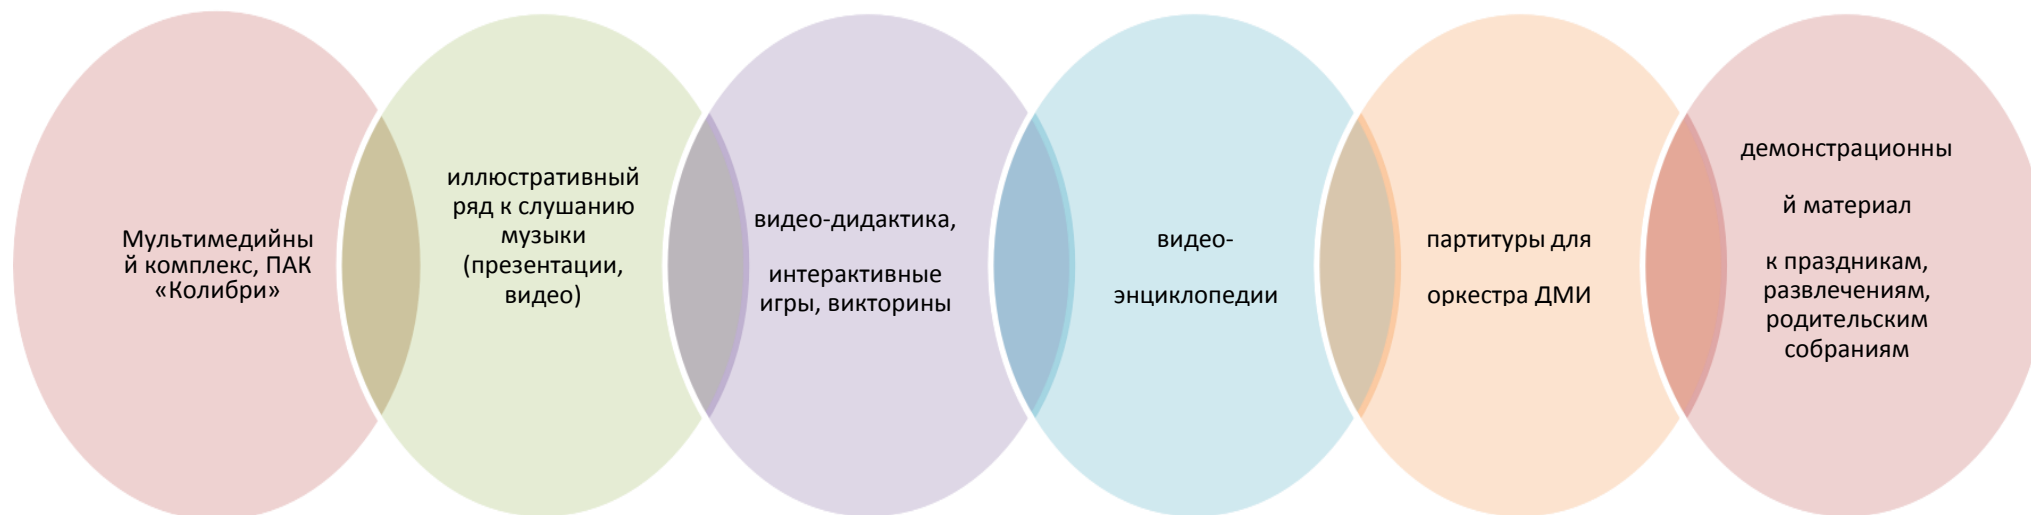 Мультимедийны
й комплекс, ПАК
«Колибри»
иллюстративный
ряд к слушанию
музыки
(презентации,
видео)
видео-дидактика,
интерактивные
игры, викторины
видео-
энциклопедии
партитуры для
оркестра ДМИ
демонстрационны
й материал
к праздникам,
развлечениям,
родительским
собраниям